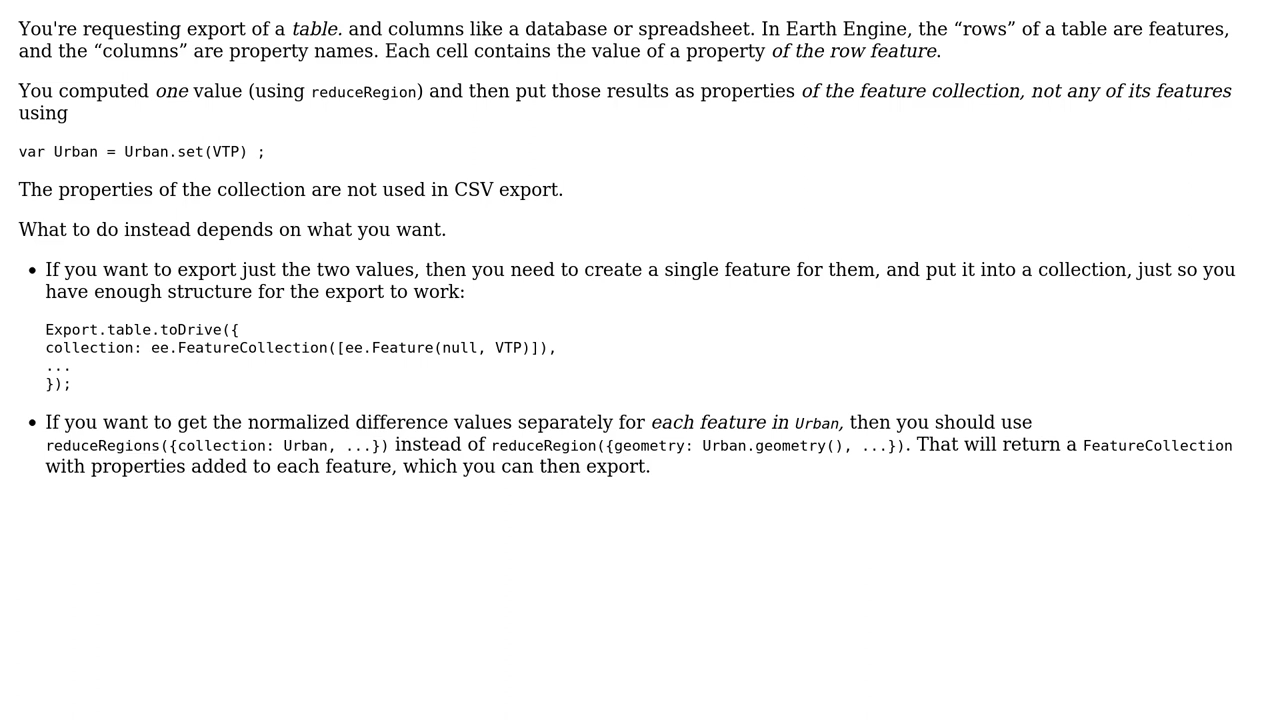 You're requesting export of a table. and columns like a database or spreadsheet. In Earth Engine, the “rows” of a table are features,
and the “columns” are property names. Each cell contains the value of a property of the row feature.
You computed one value (using reduceRegion) and then put those results as properties of the feature collection, not any of its features
using
var Urban = Urban.set(VTP) ;
The properties of the collection are not used in CSV export.
What to do instead depends on what you want.
• If you want to export just the two values, then you need to create a single feature for them, and put it into a collection, just so you
have enough structure for the export to work:
Export.table.toDrive({
collection: ee.FeatureCollection([ee.Feature(null, VTP)]),
...
});
• If you want to get the normalized difference values separately for each feature in Urban, then you should use
reduceRegions({collection: Urban, ...}) instead of reduceRegion({geometry: Urban.geometry(), ...}). That will return a FeatureCollection
with properties added to each feature, which you can then export.